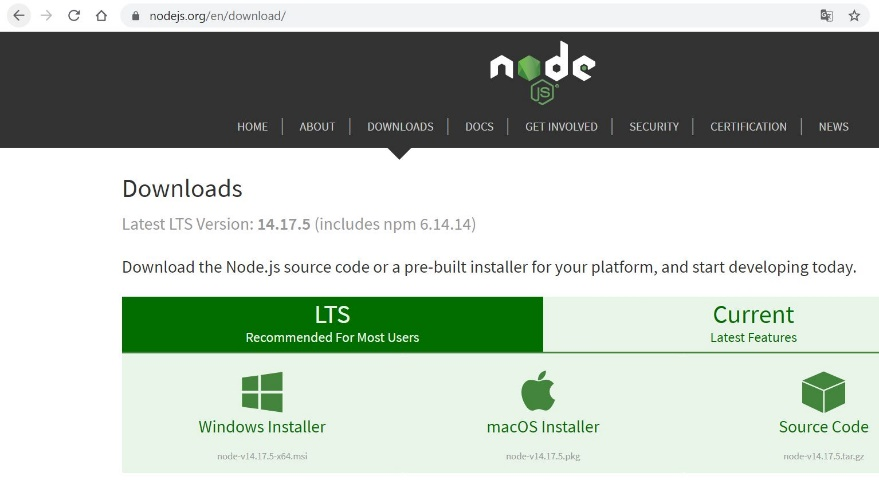 nodejs.org/en/download/
node
JS
HOME ABOUT DOWNLOADS DOCS GET INVOLVED SECURITY CERTIFICATION NEWS
Downloads
Latest LTS Version: 14.17.5 (includes npm 6.14.14)
Download the Node.js source code or a pre-built installer for your platform, and start developing today.
LTS
Recommended For Most Users
Current
Latest Features
Windows Installer
node-v14.17.5-x64.msi
macOS Installer
node-v14.17.5.pkg
Source Code
node-v14.17.5.tar.gz